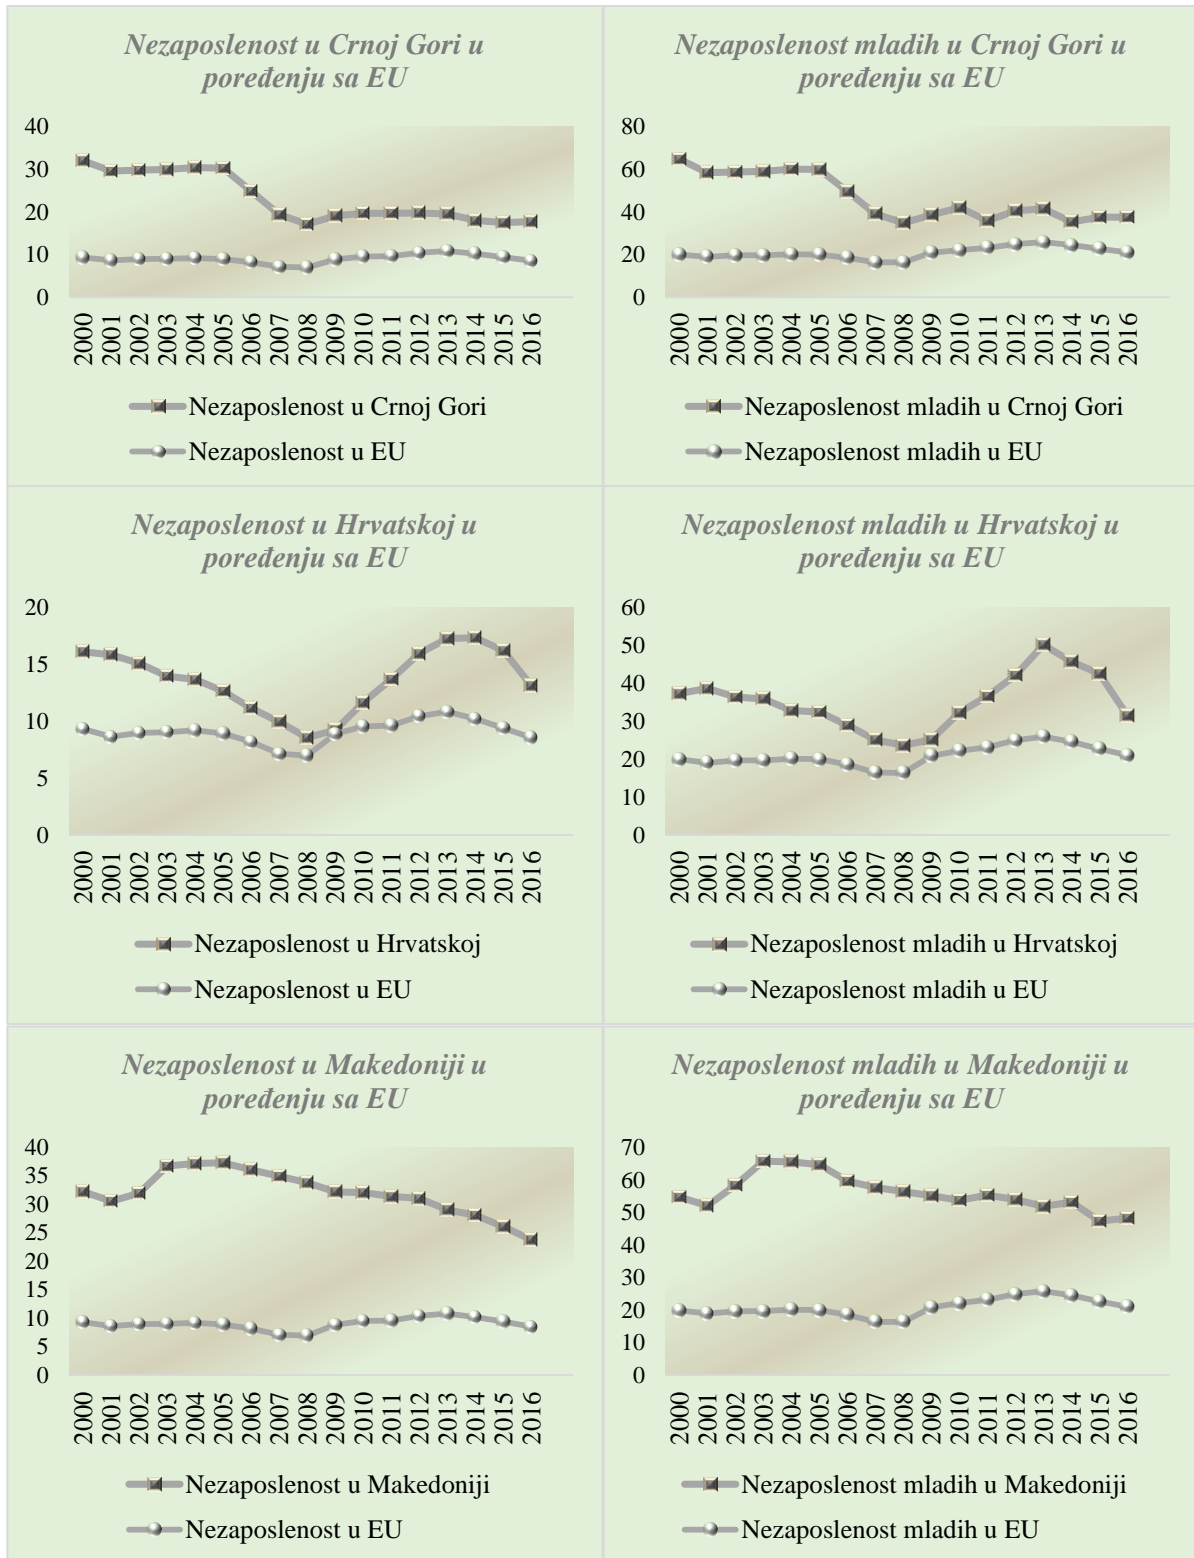 Nezaposlenost u Crnoj Gori u
poređenju sa EU
40
30
20
10
0
2000 2001 2002 2003 2004 2005 2006 2007 2008 2009 2010 2011 2012 2013 2014 2015 2016
Nezaposlenost u Crnoj Gori
Nezaposlenost u EU
Nezaposlenost mladih u Crnoj Gori u
poređenju sa EU
80
60
40
20
0
2000 2001 2002 2003 2004 2005 2006 2007 2008 2009 2010 2011 2012 2013 2014 2015 2016
Nezaposlenost mladih u Crnoj Gori
Nezaposlenost mladih u EU
Nezaposlenost u Hrvatskoj u
poređenju sa EU
20
15
10
5
0
2000 2001 2002 2003 2004 2005 2006 2007 2008 2009 2010 2011 2012 2013 2014 2015 2016
Nezaposlenost u Hrvatskoj
Nezaposlenost u EU
Nezaposlenost mladih u Hrvatskoj u
poređenju sa EU
60
50
40
30
20
10
0
2000 2001 2002 2003 2004 2005 2006 2007 2008 2009 2010 2011 2012 2013 2014 2015 2016
Nezaposlenost mladih u Hrvatskoj
Nezaposlenost mladih u EU
Nezaposlenost u Makedoniji u
poređenju sa EU
40
35
30
25
20
15
10
5
0
2000 2001 2002 2003 2004 2005 2006 2007 2008 2009 2010 2011 2012 2013 2014 2015 2016
Nezaposlenost u Makedoniji
Nezaposlenost u EU
Nezaposlenost mladih u Makedoniji u
poređenju sa EU
70
60
50
40
30
20
10
0
2000 2001 2002 2003 2004 2005 2006 2007 2008 2009 2010 2011 2012 2013 2014 2015 2016
Nezaposlenost mladih u Makedoniji
Nezaposlenost mladih u EU